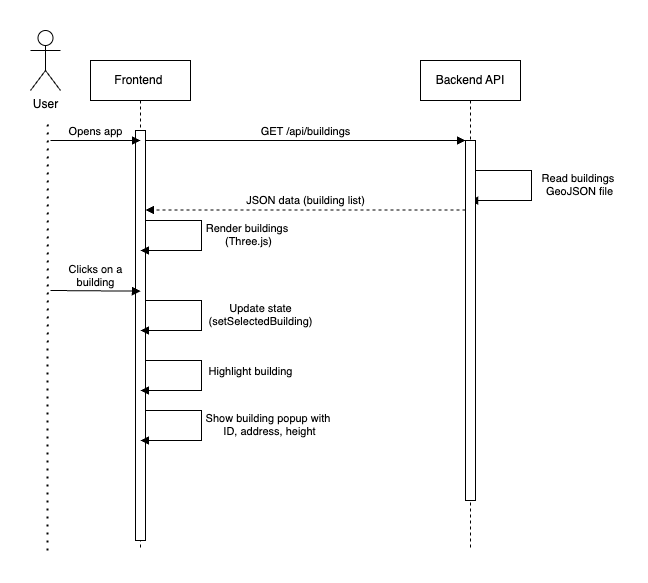 User
Frontend
Backend API
Opens app
GET /api/buildings
Read buildings
GeoJSON file
JSON data (building list)
Render buildings
(Three.js)
Clicks on a
building
Update state
(setSelectedBuilding)
Highlight building
Show building popup with
ID, address, height